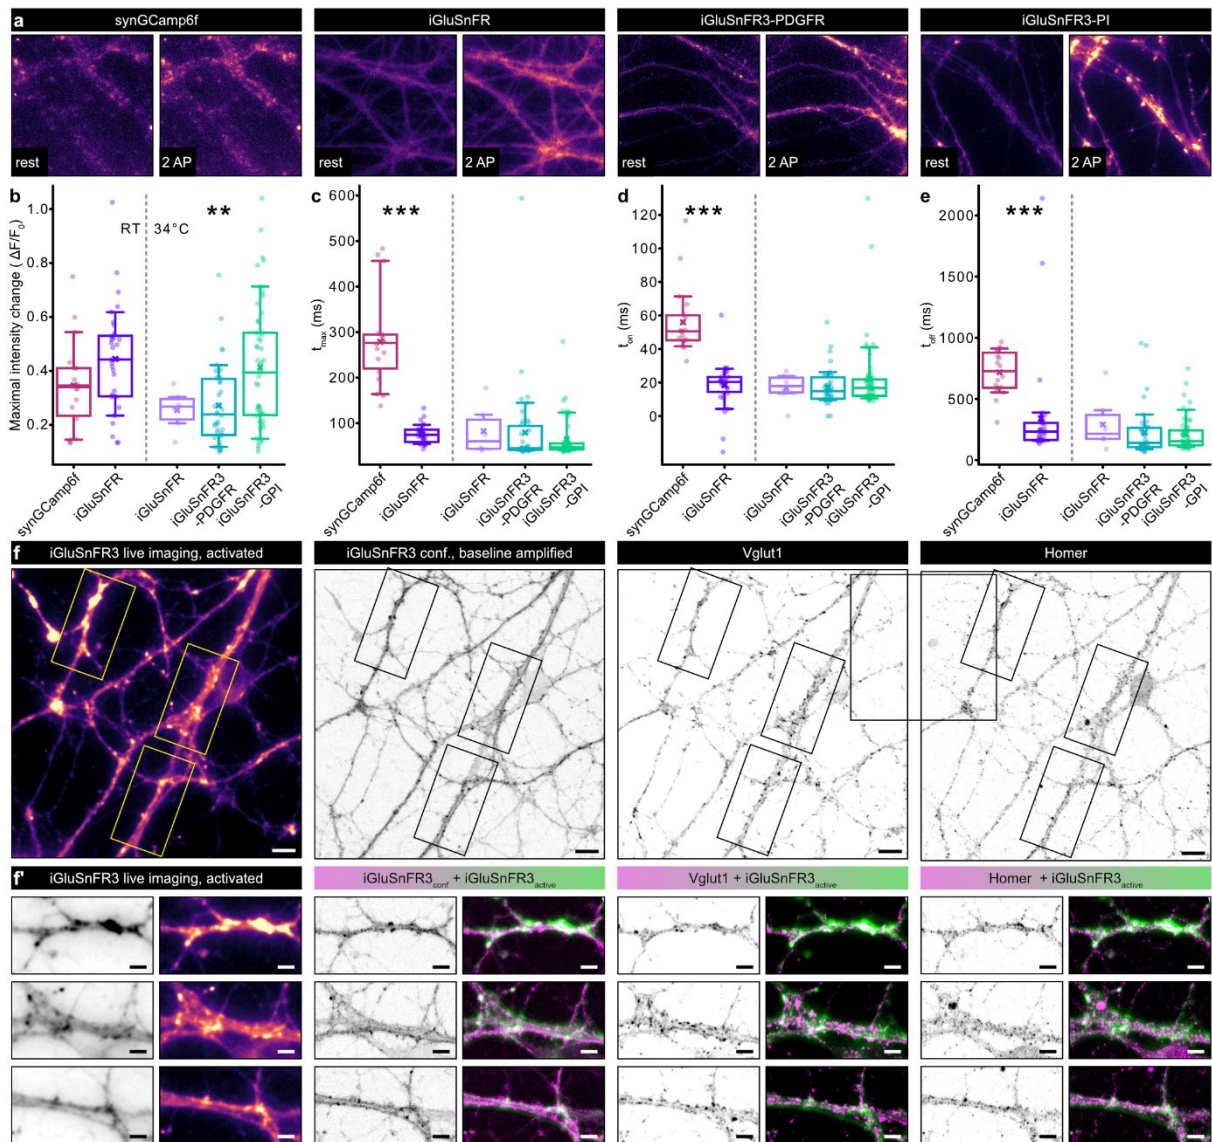 a
synGCamp6f
iGluSnFR
iGluSnFR3-PDGFR
iGluSnFR3-PI
rest
2 AP
rest
2 AP
rest
2 AP
rest
2 AP
b
Maximal intensity change (ΔF/F0)
1.0
0.8
0.6
0.4
0.2
RT
34°C
**
synGCamp6f
iGluSnFR
iGluSnFR
iGluSnFR3
-PDGFR
iGluSnFR3
-GPI
c
tmax (ms)
600
500
400
300
200
100
***
synGCamp6f
iGluSnFR
iGluSnFR
iGluSnFR3
-PDGFR
iGluSnFR3
-GPI
d
ton (ms)
120
100
80
60
40
20
0
***
synGCamp6f
iGluSnFR
iGluSnFR
iGluSnFR3
-PDGFR
iGluSnFR3
-GPI
e
toff (ms)
2000
1500
1000
500
0
***
synGCamp6f
iGluSnFR
iGluSnFR
iGluSnFR3
-PDGFR
iGluSnFR3
-GPI
f
iGluSnFR3 live imaging, activated
iGluSnFR3 conf., baseline amplified
Vglut1
Homer
f'
iGluSnFR3 live imaging, activated
iGluSnFR3conf + iGluSnFR3active
Vglut1 + iGluSnFR3active
Homer + iGluSnFR3active